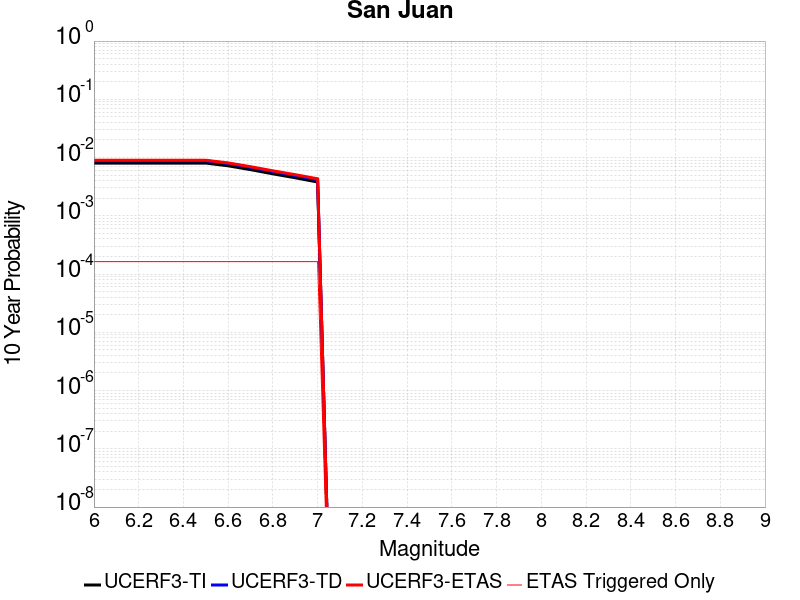 San Juan
10 Year Probability
10^0
10^-1
10^-2
10^-3
10^-4
10^-5
10^-6
10^-7
10^-8
6 6.2 6.4 6.6 6.8 7 7.2 7.4 7.6 7.8 8 8.2 8.4 8.6 8.8 9
Magnitude
UCERF3-TI UCERF3-TD UCERF3-ETAS ETAS Triggered Only